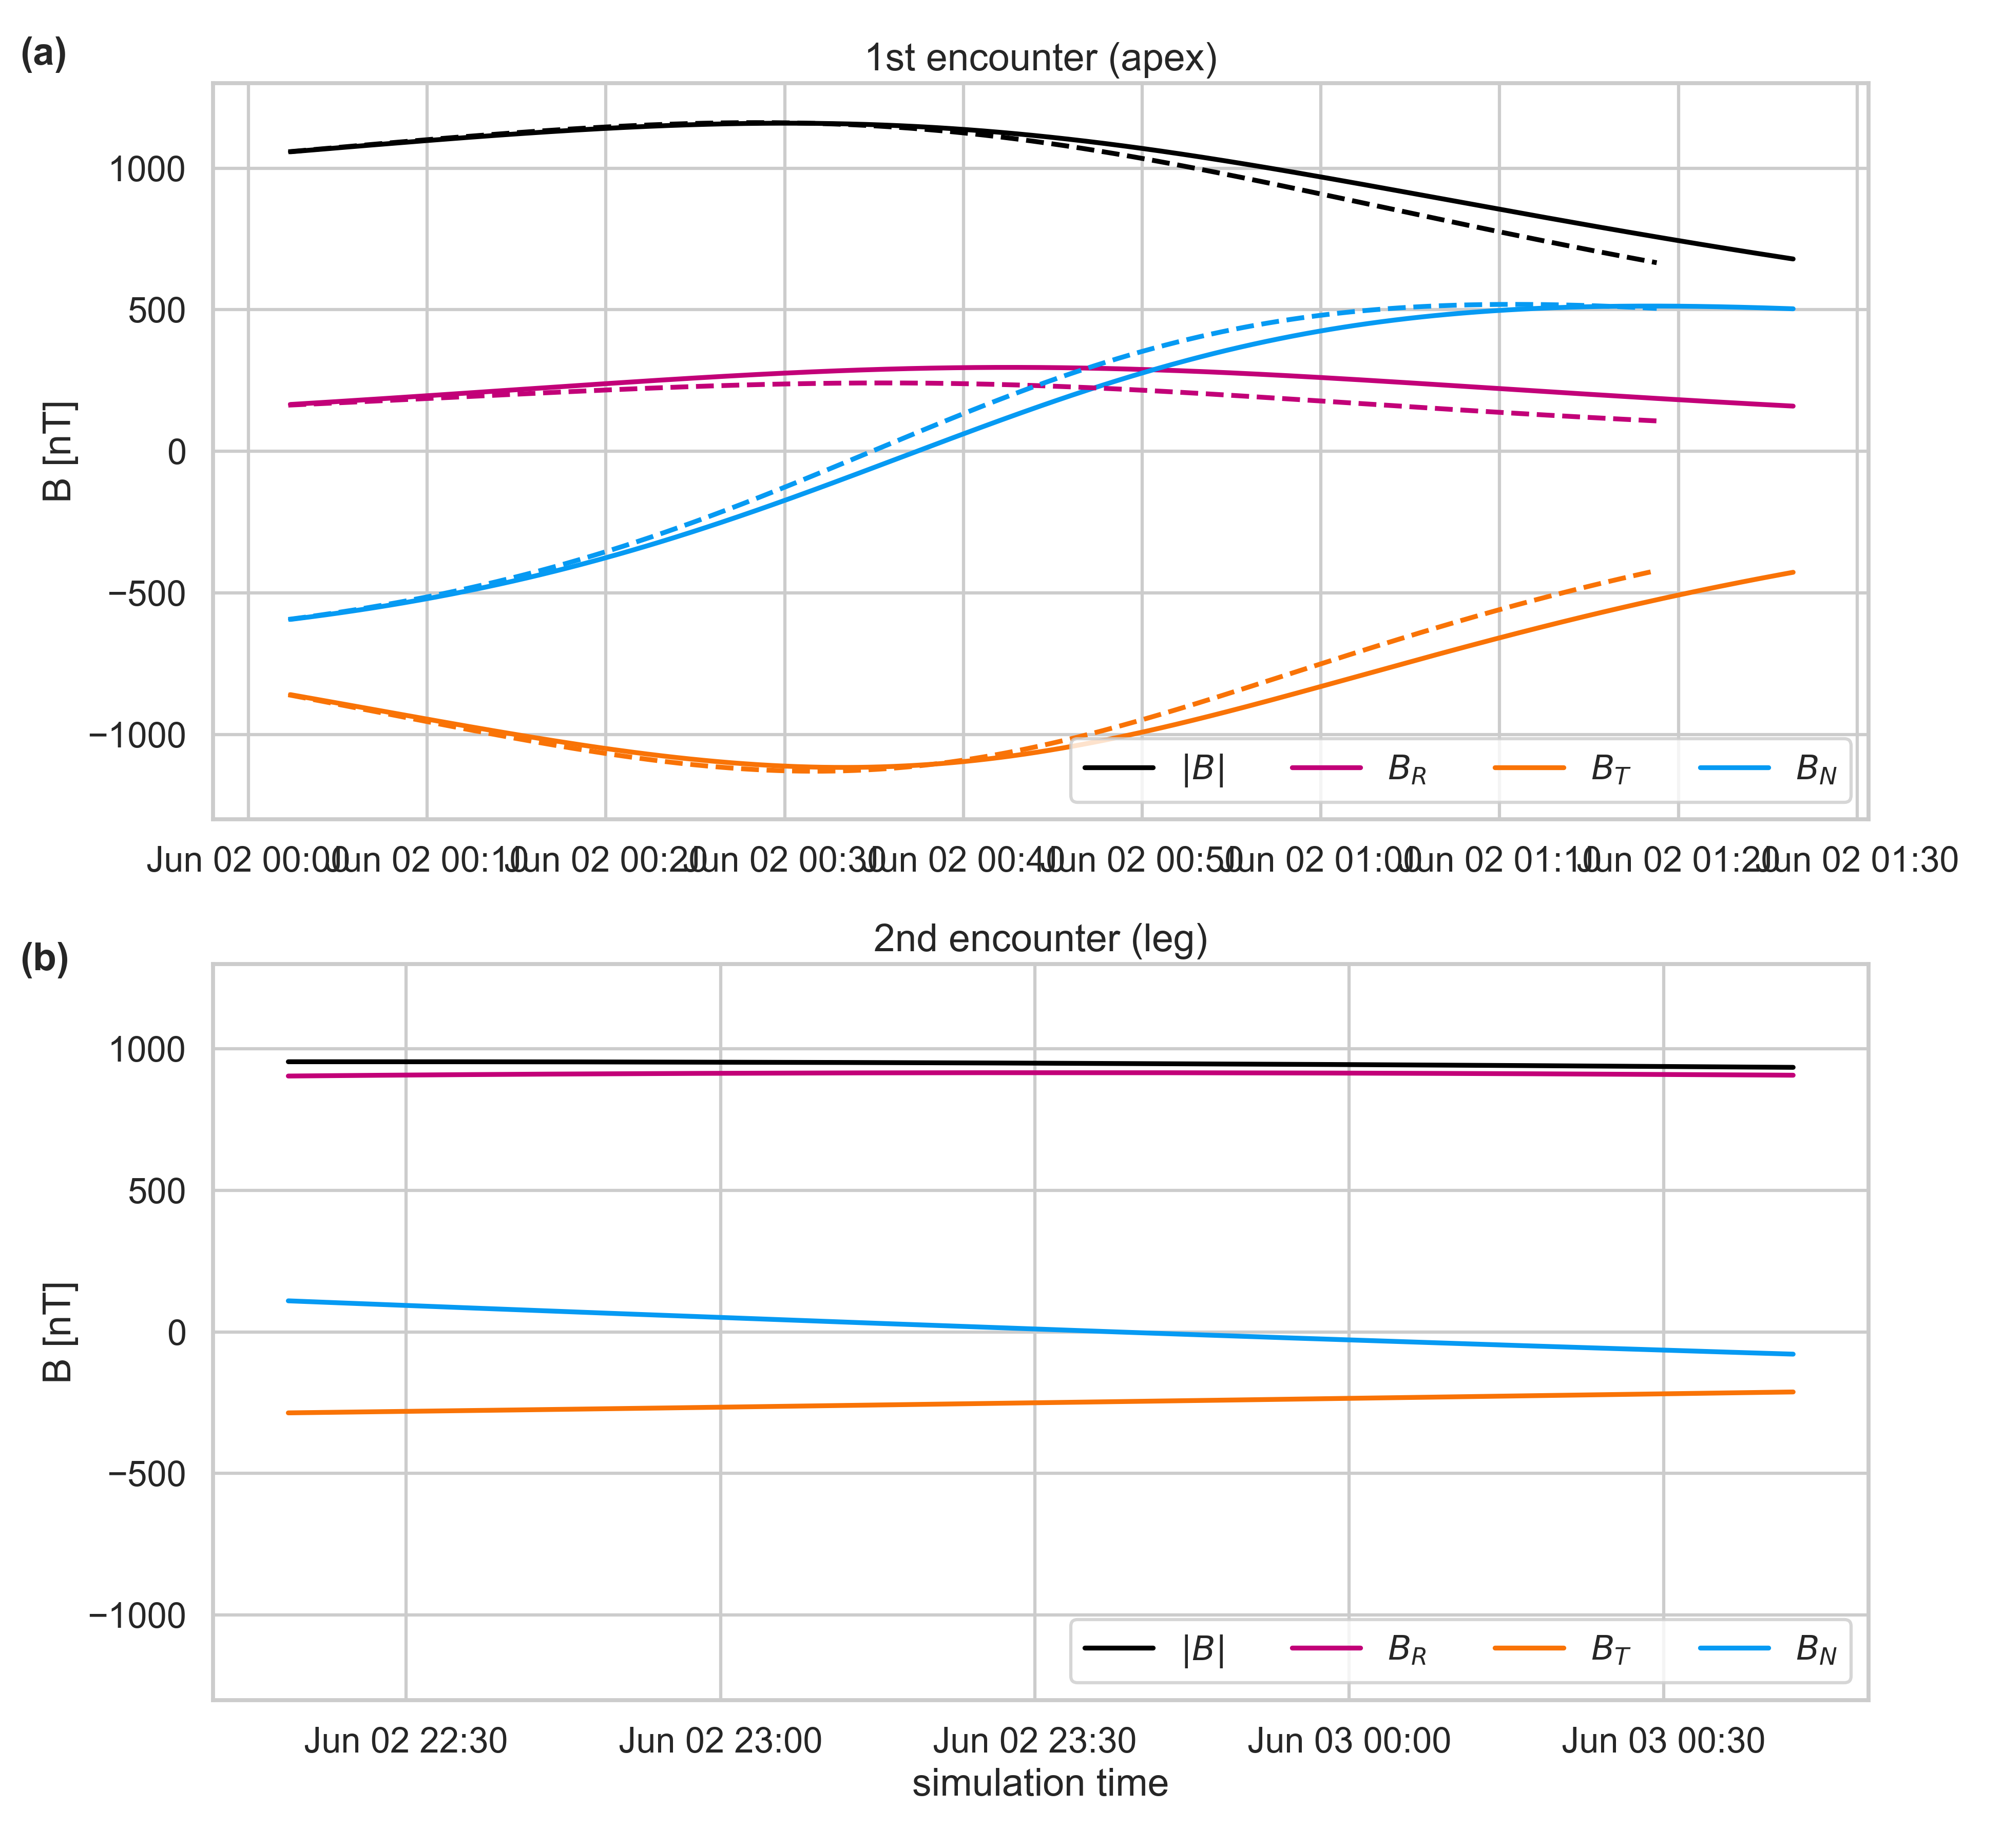 (a)
1st encounter (apex)
1000
500
0
−500
−1000
B [nT]
|B| B_R B_T B_N
Jun 02 00:00 Jun 02 00:10 Jun 02 00:20 Jun 02 00:30 Jun 02 00:40 Jun 02 00:50 Jun 02 01:00 Jun 02 01:10 Jun 02 01:20 Jun 02 01:30
(b)
2nd encounter (leg)
1000
500
0
−500
−1000
B [nT]
|B| B_R B_T B_N
Jun 02 22:30 Jun 02 23:00 Jun 02 23:30 Jun 03 00:00 Jun 03 00:30
simulation time